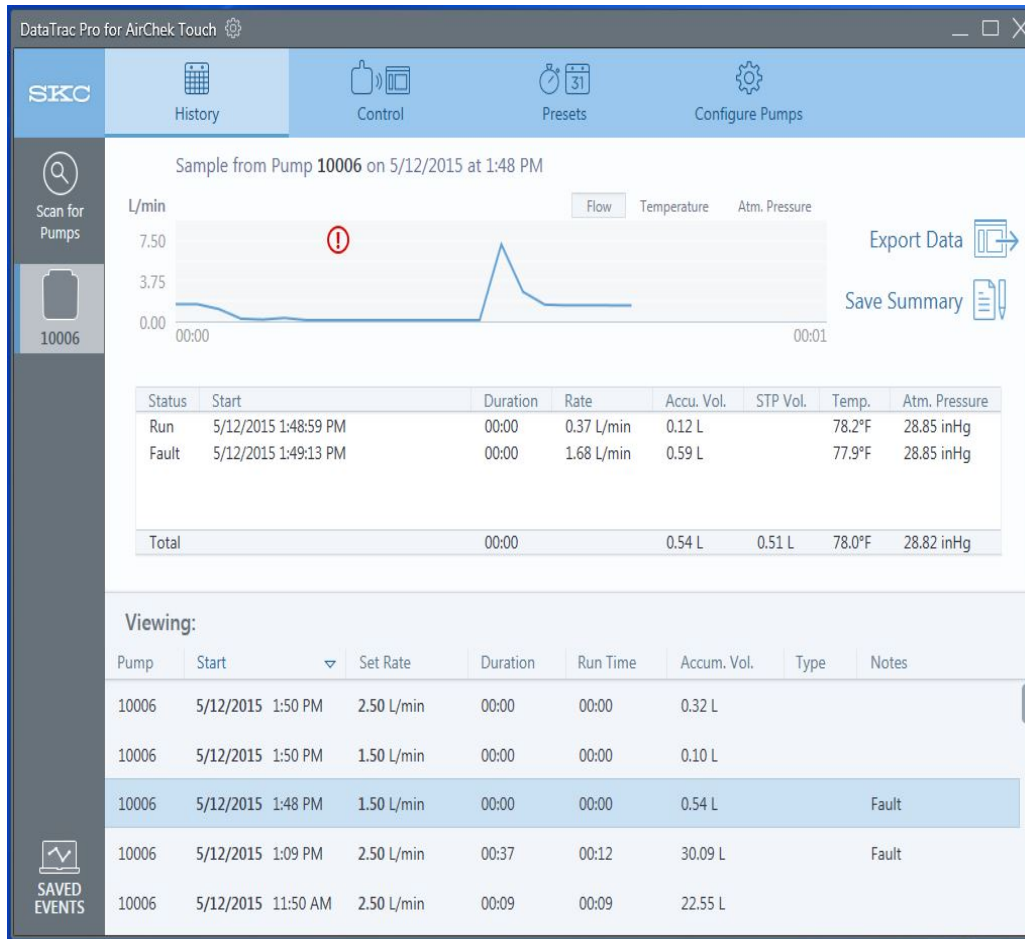 DataTrac Pro for AirChek Touch
SKC
History
Control
31
Presets
Configure Pumps
Scan for
Pumps
10006
SAVED
EVENTS
Sample from Pump 10006 on 5/12/2015 at 1:48 PM
L/min
Flow Temperature Atm. Pressure
7.50
3.75
0.00
00:00 00:01
Export Data
Save Summary
Status Start Duration Rate Accu. Vol. STP Vol. Temp. Atm. Pressure
Run 5/12/2015 1:48:59 PM 00:00 0.37 L/min 0.12 L 78.2°F 28.85 inHg
Fault 5/12/2015 1:49:13 PM 00:00 1.68 L/min 0.59 L 77.9°F 28.85 inHg
Total 00:00 0.54 L 0.51 L 78.0°F 28.82 inHg
Viewing:
Pump Start Set Rate Duration Run Time Accum. Vol. Type Notes
10006 5/12/2015 1:50 PM 2.50 L/min 00:00 00:00 0.32 L
10006 5/12/2015 1:50 PM 1.50 L/min 00:00 00:00 0.10 L
10006 5/12/2015 1:48 PM 1.50 L/min 00:00 00:00 0.54 L Fault
10006 5/12/2015 1:09 PM 2.50 L/min 00:37 00:12 30.09 L Fault
10006 5/12/2015 11:50 AM 2.50 L/min 00:09 00:09 22.55 L